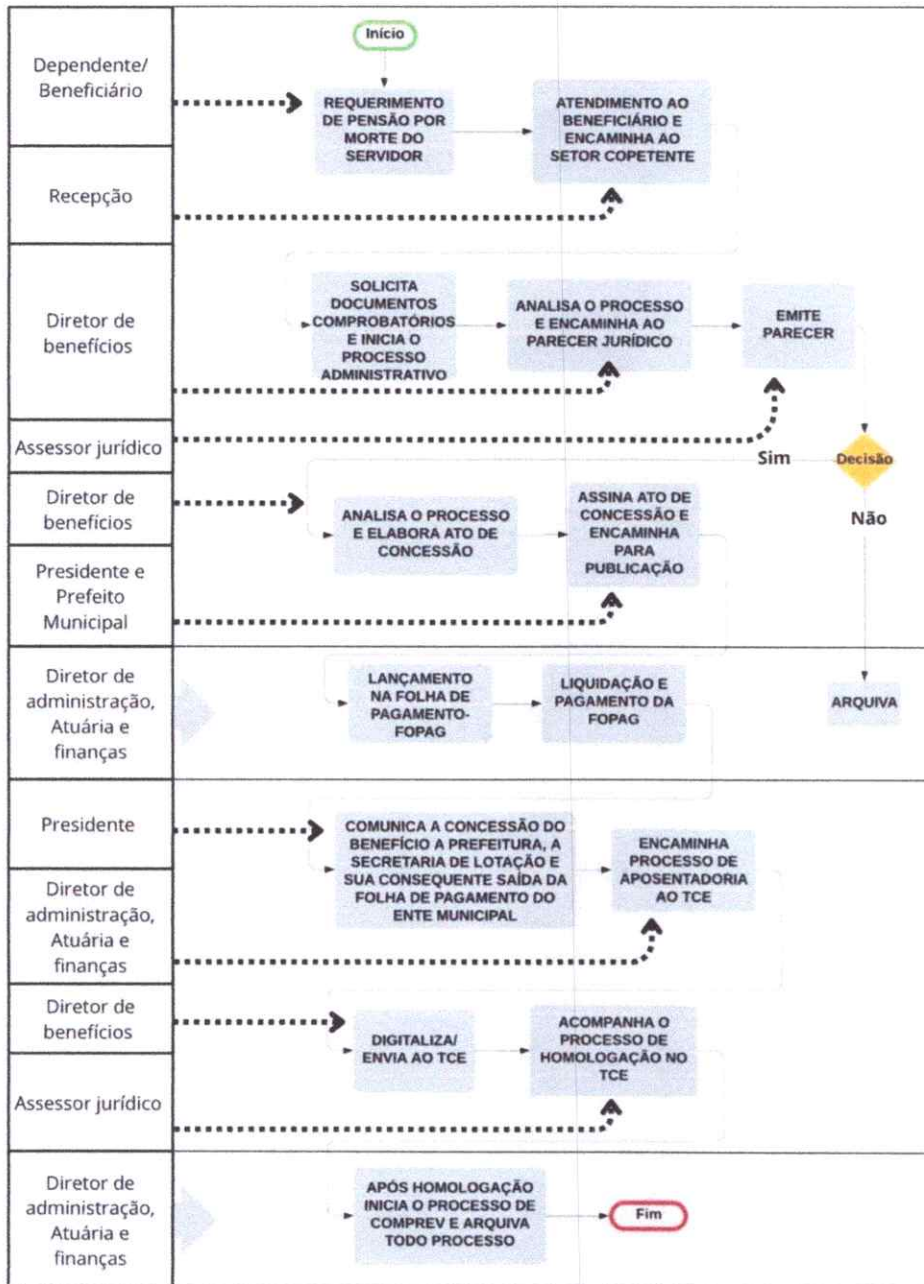 Início
Dependente/
Beneficiário
REQUERIMENTO
DE PENSÃO POR
MORTE DO
SERVIDOR
ATENDIMENTO AO
BENEFICIÁRIO E
ENCAMINHA AO
SETOR COPETENTE
Recepção
Diretor de
benefícios
SOLICITA
DOCUMENTOS
COMPROBATÓRIOS
E INICIA O
PROCESSO
ADMINISTRATIVO
ANALISA O PROCESSO
E ENCAMINHA AO
PARECER JURÍDICO
EMITE
PARECER
Assessor jurídico
Sim
Decisão
Não
Diretor de
benefícios
ANALISA O PROCESSO
E ELABORA ATO DE
CONCESSÃO
ASSINA ATO DE
CONCESSÃO E
ENCAMINHA
PARA
PUBLICAÇÃO
Presidente e
Prefeito
Municipal
Diretor de
administração,
Atuária e
finanças
LANÇAMENTO
NA FOLHA DE
PAGAMENTO-
FOPAG
LIQUIDAÇÃO E
PAGAMENTO DA
FOPAG
ARQUIVA
Presidente
COMUNICA A CONCESSÃO DO
BENEFÍCIO A PREFEITURA, A
SECRETARIA DE LOTAÇÃO E
SUA CONSEQUENTE SAÍDA DA
FOLHA DE PAGAMENTO DO
ENTE MUNICIPAL
ENCAMINHA
PROCESSO DE
APOSENTADORIA
AO TCE
Diretor de
administração,
Atuária e
finanças
Diretor de
benefícios
DIGITALIZA/
ENVIA AO TCE
ACOMPANHA O
PROCESSO DE
HOMOLOGAÇÃO NO
TCE
Assessor jurídico
Diretor de
administração,
Atuária e
finanças
APÓS HOMOLOGAÇÃO
INICIA O PROCESSO DE
COMPREV E ARQUIVA
TODO PROCESSO
Fim